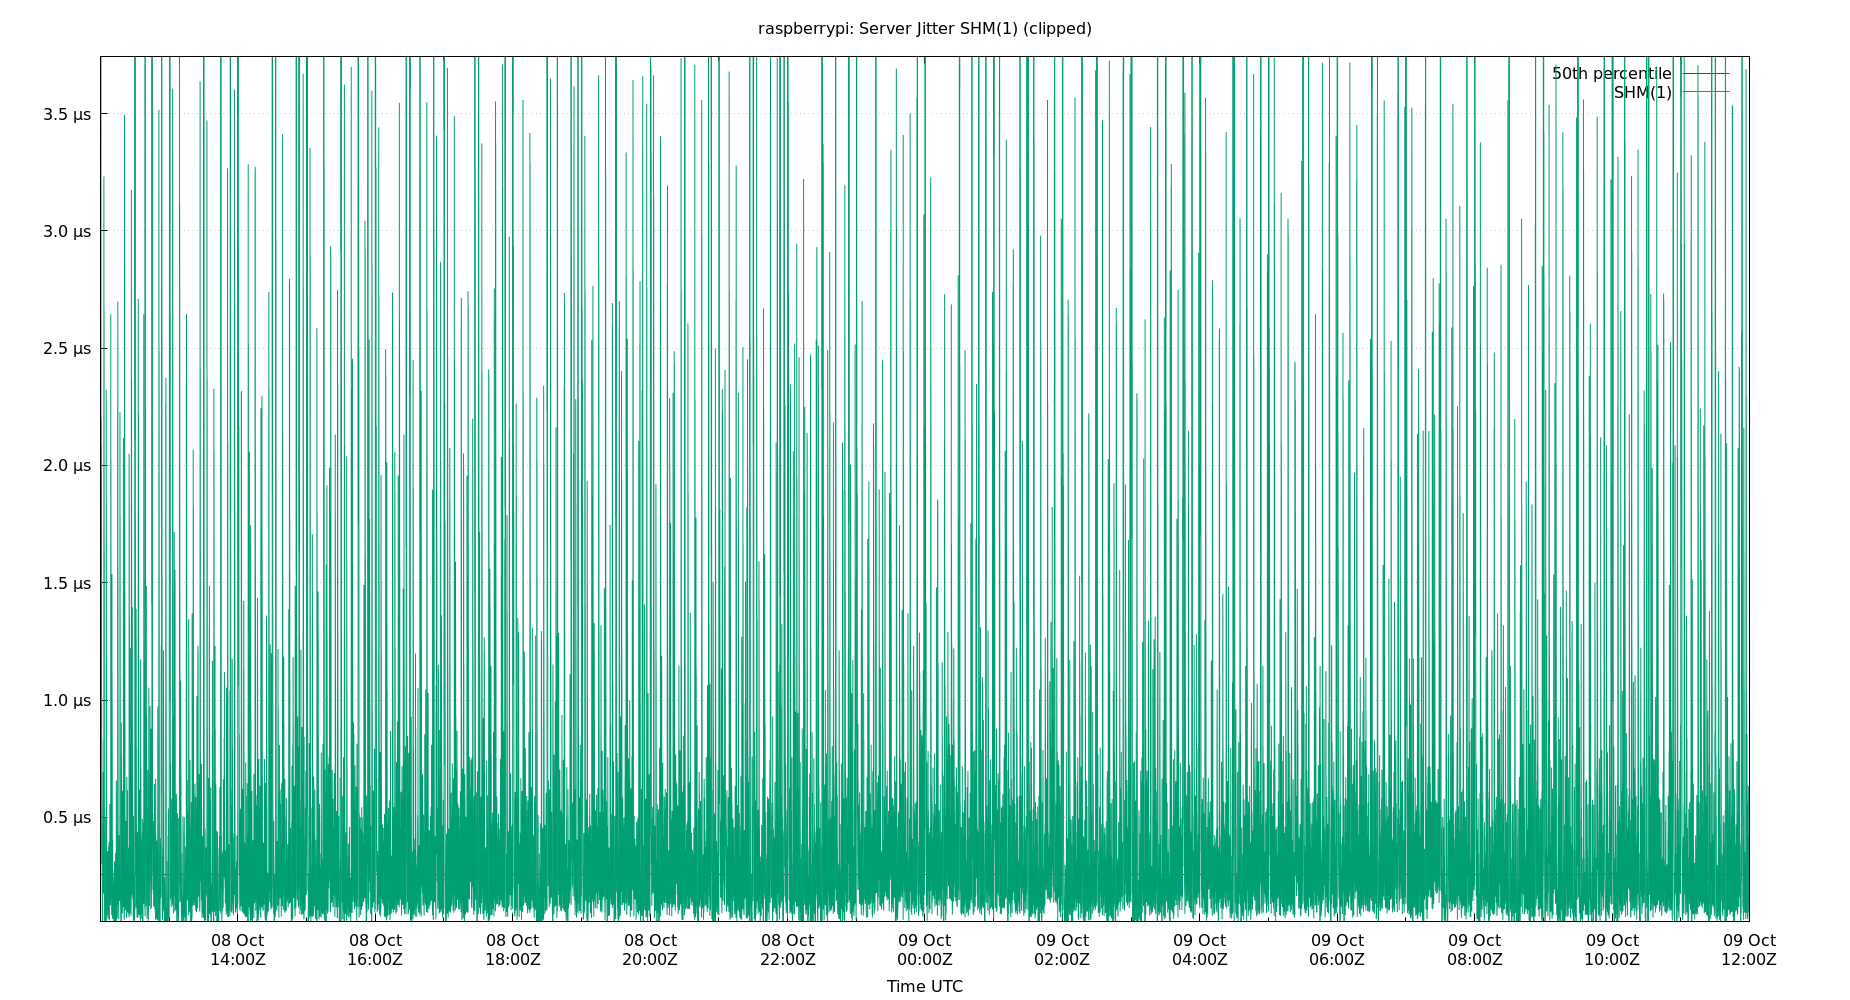 raspberrypi: Server Jitter SHM(1) (clipped)
50th percentile
SHM(1)
3.5 µs
3.0 µs
2.5 µs
2.0 µs
1.5 µs
1.0 µs
0.5 µs
08 Oct 08 Oct 08 Oct 08 Oct 08 Oct 09 Oct 09 Oct 09 Oct 09 Oct 09 Oct 09 Oct 09 Oct
14:00Z 16:00Z 18:00Z 20:00Z 22:00Z 00:00Z 02:00Z 04:00Z 06:00Z 08:00Z 10:00Z 12:00Z
Time UTC